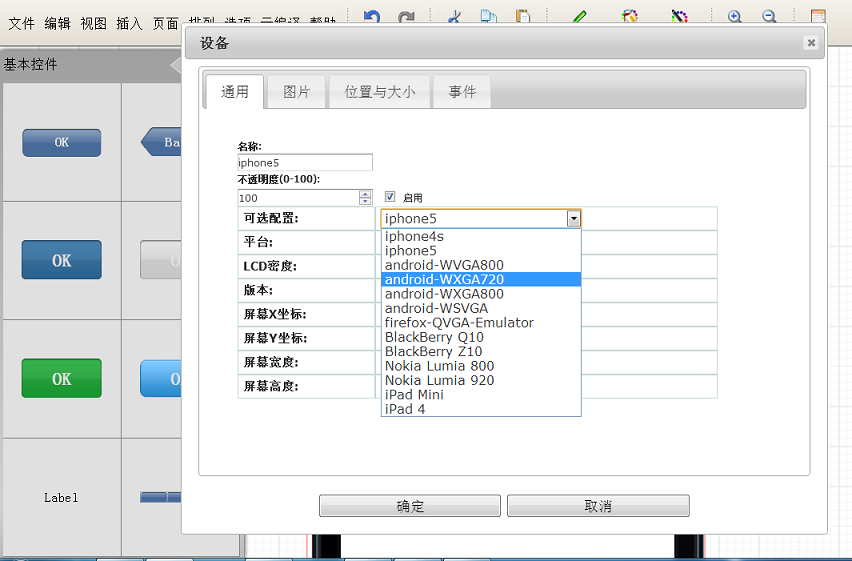 文件 编辑 视图 插入 页面 排列 选项 云编译 帮助
设备
基本控件
通用 图片 位置与大小 事件
OK
Ba
名称:
iphone5
不透明度(0-100):
100 启用
可选配置: iphone5
平台:
LCD密度:
版本:
屏幕X坐标:
屏幕Y坐标:
屏幕宽度:
屏幕高度:
iphone4s
iphone5
android-WVGA800
android-WXGA720
android-WXGA800
android-WSVGA
firefox-QVGA-Emulator
BlackBerry Q10
BlackBerry Z10
Nokia Lumia 800
Nokia Lumia 920
iPad Mini
iPad 4
OK
OK
Label
确定 取消